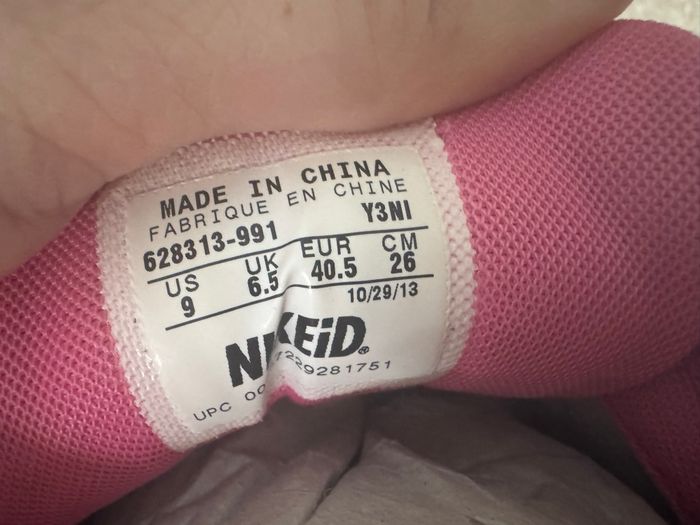 MADE IN CHINA
FABRIQUE EN CHINE
628313-991 Y3NI
US UK EUR CM
9 6.5 40.5 26
10/29/13
NIKEiD®
UPC